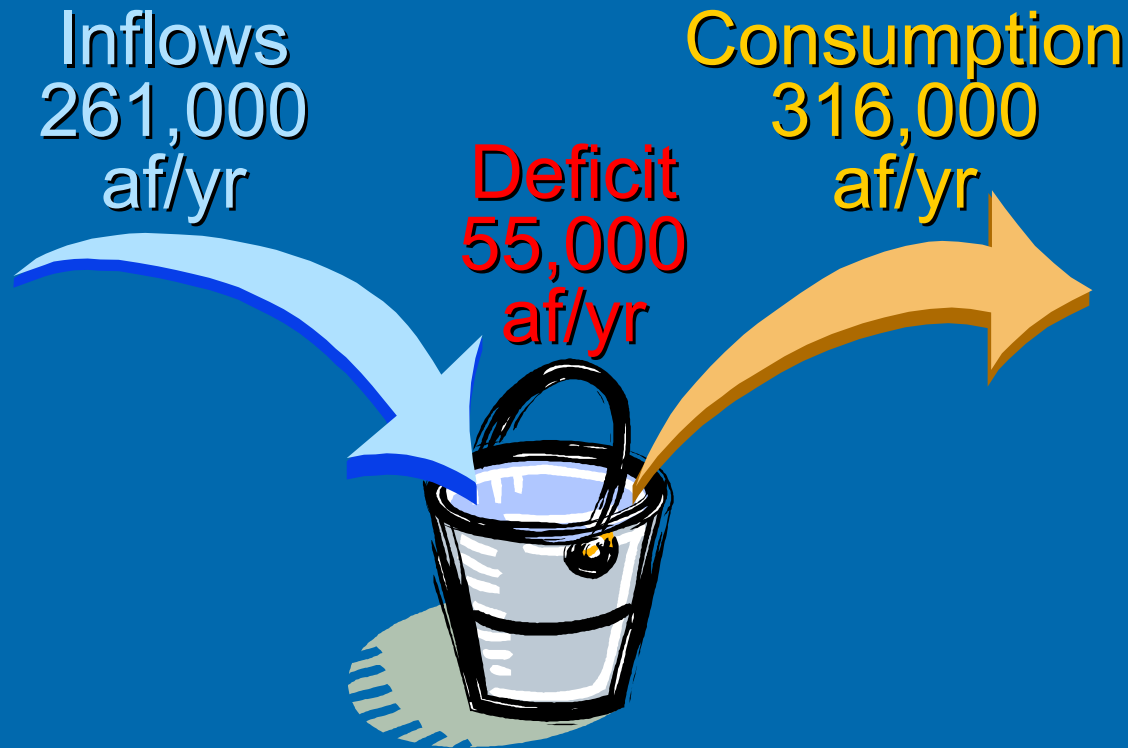 Inflows
261,000
af/yr
Deficit
55,000
af/yr
Consumption
316,000
af/yr